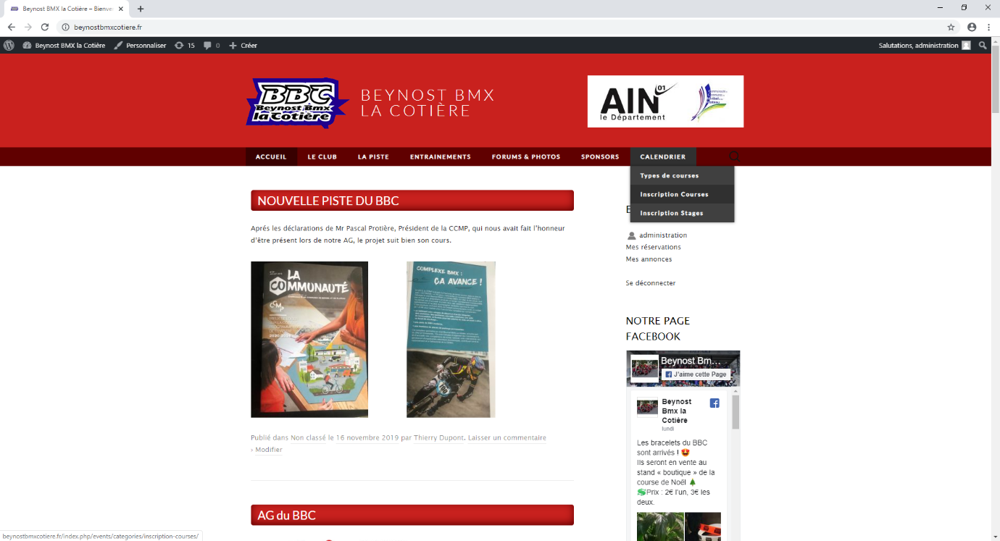 Beynost BMX la Cotière – Bienve
beynostbmxcotiere.fr
Beynost BMX la Cotière Personnaliser 15 0 Créer Salutations, administration
BBC
Beynost Bmx
la Cotière
BEYNOST BMX
LA COTIÈRE
AIN 01
le Département
ACCUEIL LE CLUB LA PISTE ENTRAINEMENTS FORUMS & PHOTOS SPONSORS CALENDRIER
Types de courses
Inscription Courses
Inscription Stages
NOUVELLE PISTE DU BBC
Aprés les déclarations de Mr Pascal Protière, Président de la CCMP, qui nous avait fait l'honneur
d'être présent lors de notre AG, le projet suit bien son cours.
LA
COMMUNAUTÉ
COMPLEXE BMX :
ÇA AVANCE !
Publié dans Non classé le 16 novembre 2019 par Thierry Dupont. Laisser un commentaire
› Modifier
AG du BBC
administration
Mes réservations
Mes annonces
Se déconnecter
NOTRE PAGE
FACEBOOK
Beynost Bm…
J'aime cette Page
Beynost
Bmx la
Cotière
lundi
Les bracelets du BBC
sont arrivés ! 😍
Ils seront en vente au
stand « boutique » de la
course de Noël 🌲
💲Prix : 2€ l'un, 3€ les
deux.
beynostbmxcotiere.fr/index.php/events/categories/inscription-courses/